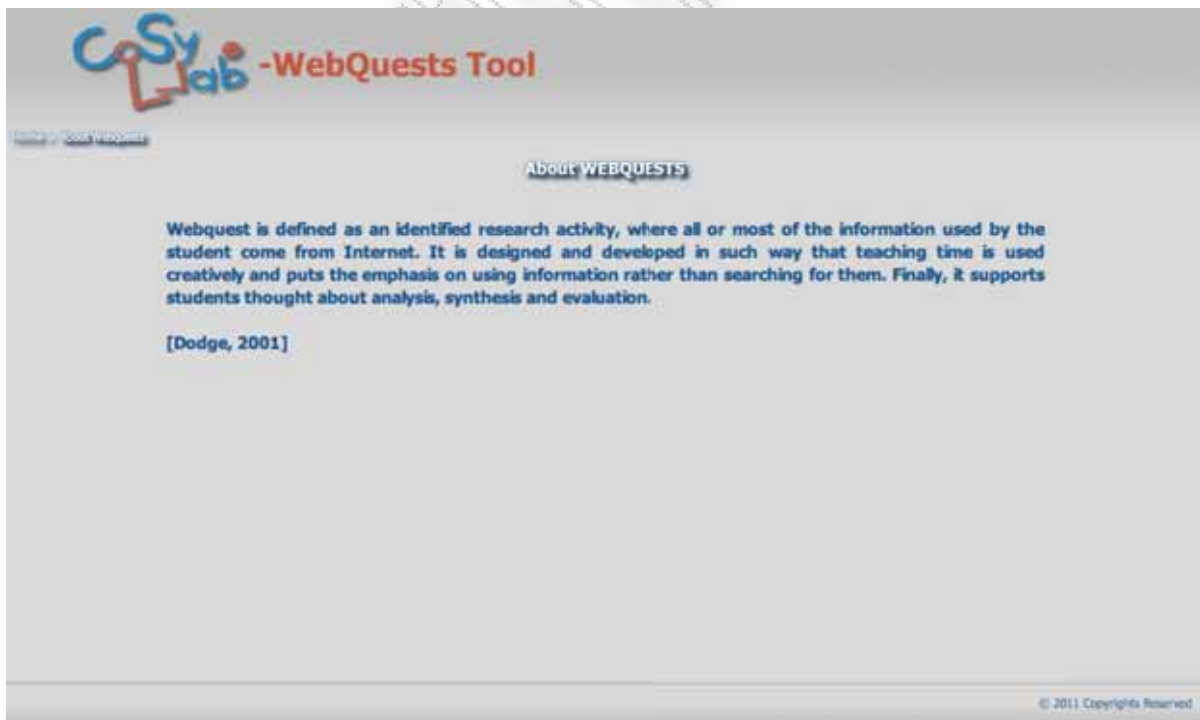 CoSy Lab -WebQuests Tool
Home > About Webquests
About WEBQUESTS
Webquest is defined as an identified research activity, where all or most of the information used by the
student come from Internet. It is designed and developed in such way that teaching time is used
creatively and puts the emphasis on using information rather than searching for them. Finally, it supports
students thought about analysis, synthesis and evaluation.
[Dodge, 2001]
© 2011 Copyrights Reserved